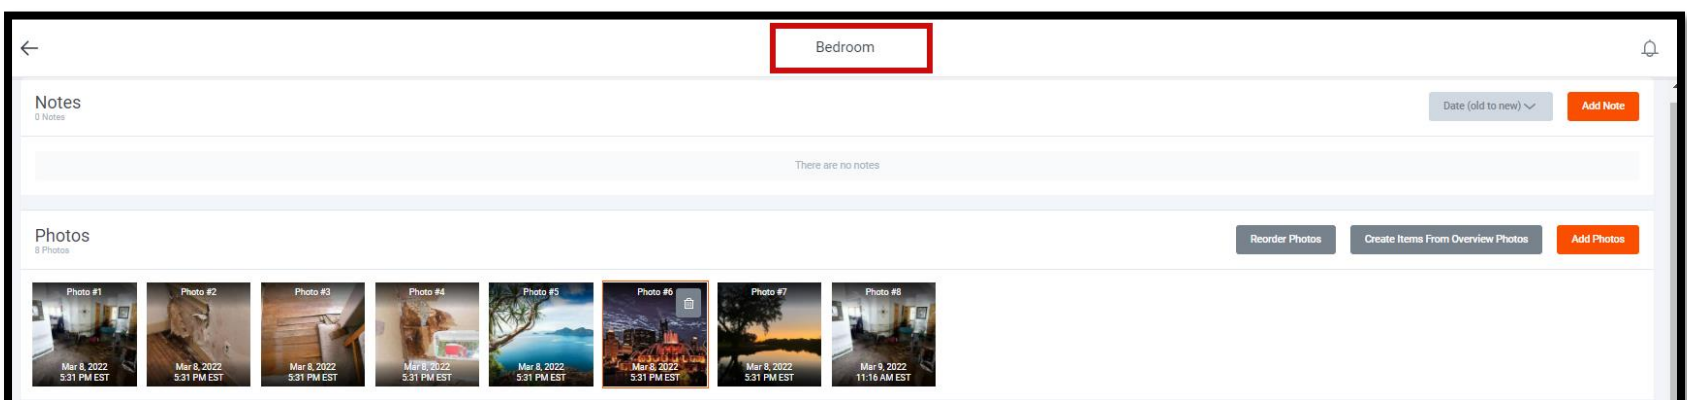 Bedroom
Notes
0 Notes
Date (old to new)
Add Note
There are no notes
Photos
8 Photos
Reorder Photos
Create Items From Overview Photos
Add Photos
Photo #1
Mar 8, 2022
5:31 PM EST
Photo #2
Mar 8, 2022
5:31 PM EST
Photo #3
Mar 8, 2022
5:31 PM EST
Photo #4
Mar 8, 2022
5:31 PM EST
Photo #5
Mar 8, 2022
5:31 PM EST
Photo #6
Mar 8, 2022
5:31 PM EST
Photo #7
Mar 8, 2022
5:31 PM EST
Photo #8
Mar 9, 2022
11:16 AM EST